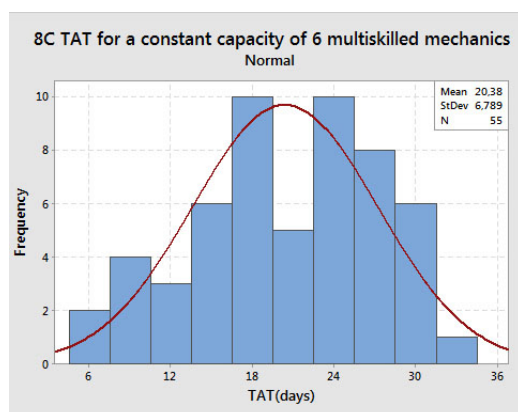 8C TAT for a constant capacity of 6 multiskilled mechanics
Normal
Mean 20,38
StDev 6,789
N 55
10
8
6
4
2
0
Frequency
6 12 18 24 30 36
TAT(days)